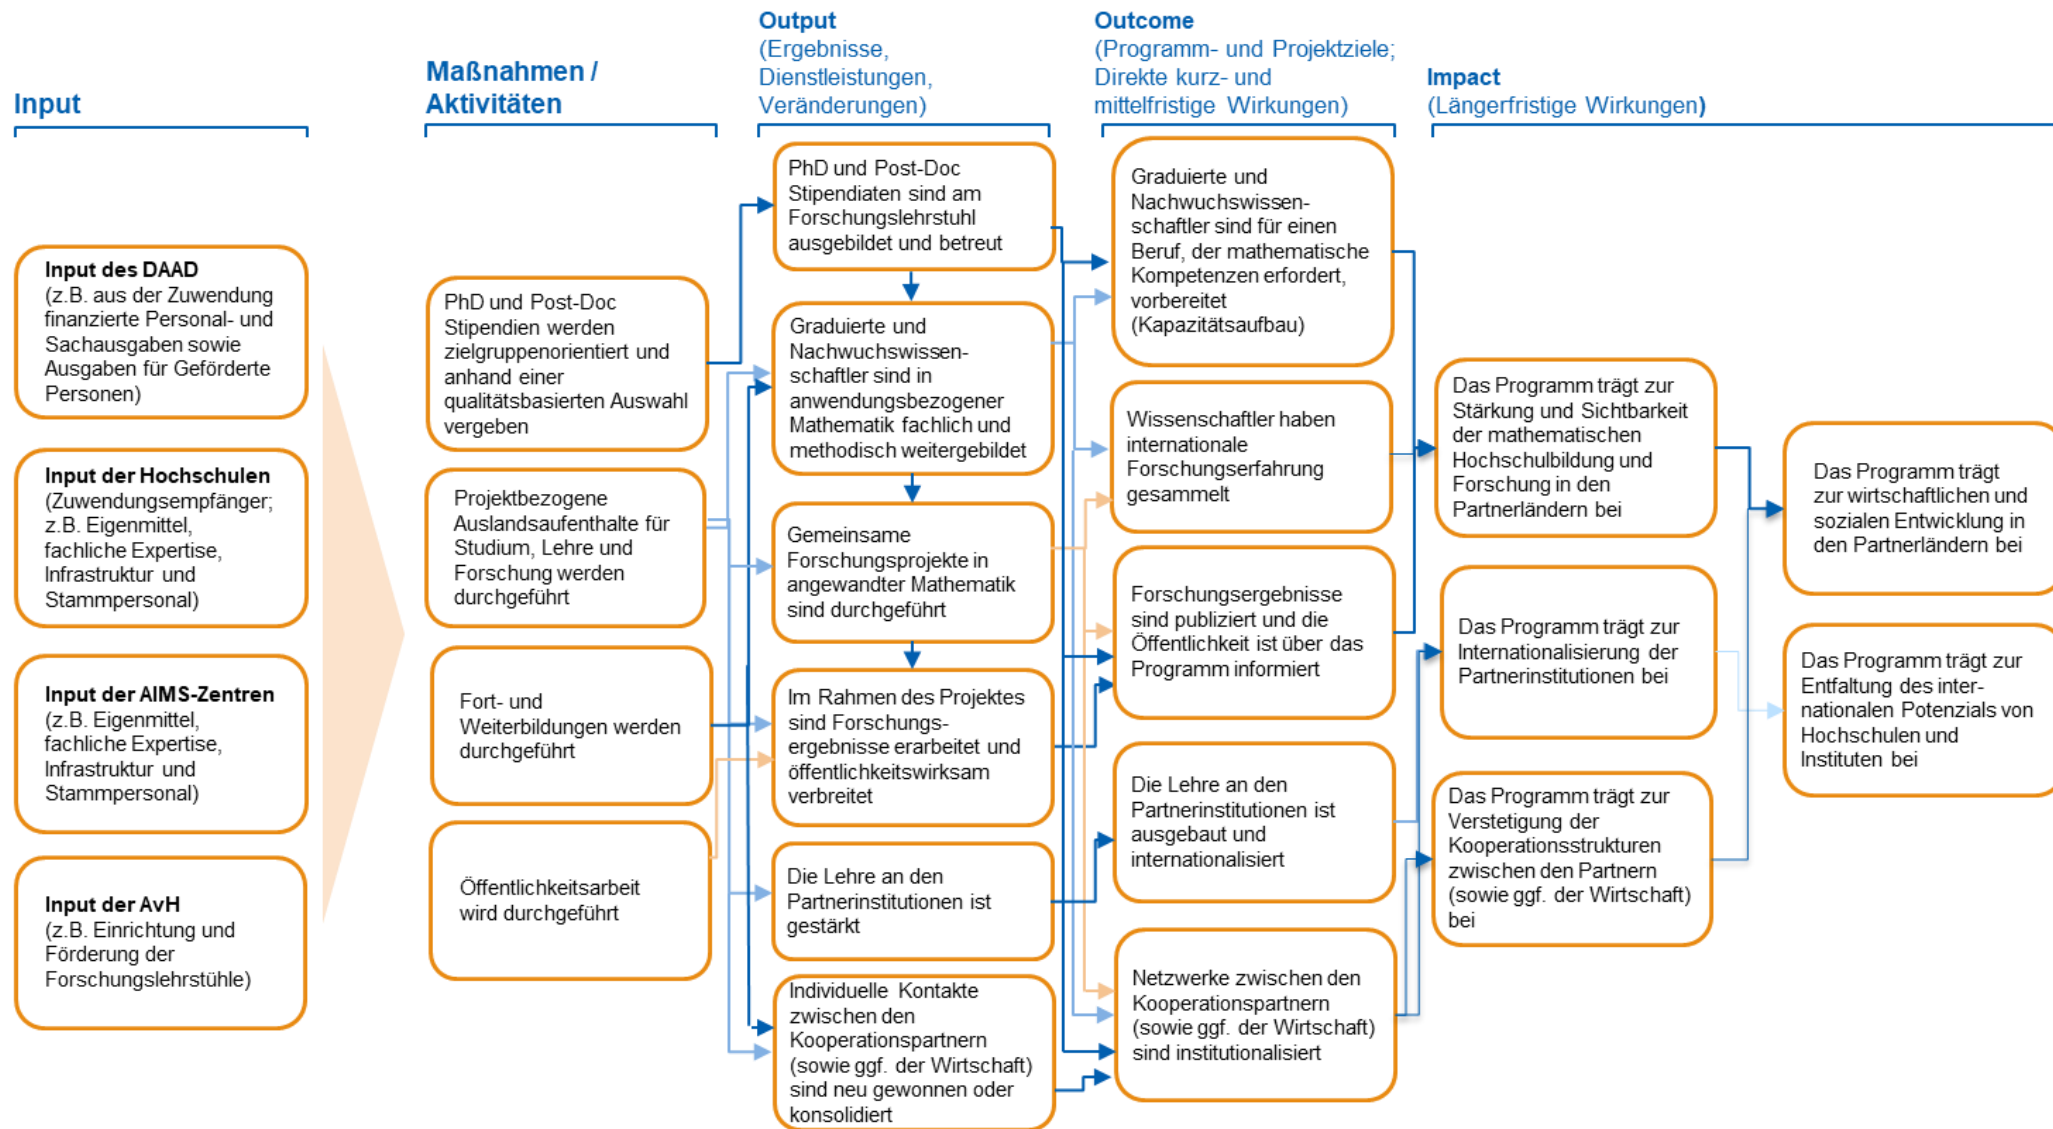 Input
Maßnahmen /
Aktivitäten
Output
(Ergebnisse,
Dienstleistungen,
Veränderungen)
Outcome
(Programm- und Projektziele;
Direkte kurz- und
mittelfristige Wirkungen)
Impact
(Längerfristige Wirkungen)
Input des DAAD
(z.B. aus der Zuwendung
finanzierte Personal- und
Sachausgaben sowie
Ausgaben für Geförderte
Personen)
Input der Hochschulen
(Zuwendungsempfänger;
z.B. Eigenmittel,
fachliche Expertise,
Infrastruktur und
Stammpersonal)
Input der AIMS-Zentren
(z.B. Eigenmittel,
fachliche Expertise,
Infrastruktur und
Stammpersonal)
Input der AvH
(z.B. Einrichtung und
Förderung der
Forschungslehrstühle)
PhD und Post-Doc
Stipendien werden
zielgruppenorientiert und
anhand einer
qualitätsbasierten Auswahl
vergeben
Projektbezogene
Auslandsaufenthalte für
Studium, Lehre und
Forschung werden
durchgeführt
Fort- und
Weiterbildungen werden
durchgeführt
Öffentlichkeitsarbeit
wird durchgeführt
PhD und Post-Doc
Stipendiaten sind am
Forschungslehrstuhl
ausgebildet und betreut
Graduierte und
Nachwuchswissen-
schaftler sind in
anwendungsbezogener
Mathematik fachlich und
methodisch weitergebildet
Gemeinsame
Forschungsprojekte in
angewandter Mathematik
sind durchgeführt
Im Rahmen des Projektes
sind Forschungs-
ergebnisse erarbeitet und
öffentlichkeitswirksam
verbreitet
Die Lehre an den
Partnerinstitutionen ist
gestärkt
Individuelle Kontakte
zwischen den
Kooperationspartnern
(sowie ggf. der Wirtschaft)
sind neu gewonnen oder
konsolidiert
Graduierte und
Nachwuchswissen-
schaftler sind für einen
Beruf, der mathematische
Kompetenzen erfordert,
vorbereitet
(Kapazitätsaufbau)
Wissenschaftler haben
internationale
Forschungserfahrung
gesammelt
Forschungsergebnisse
sind publiziert und die
Öffentlichkeit ist über das
Programm informiert
Die Lehre an den
Partnerinstitutionen ist
ausgebaut und
internationalisiert
Netzwerke zwischen den
Kooperationspartnern
(sowie ggf. der Wirtschaft)
sind institutionalisiert
Das Programm trägt zur
Stärkung und Sichtbarkeit
der mathematischen
Hochschulbildung und
Forschung in den
Partnerländern bei
Das Programm trägt zur
Internationalisierung der
Partnerinstitutionen bei
Das Programm trägt zur
Verstetigung der
Kooperationsstrukturen
zwischen den Partnern
(sowie ggf. der Wirtschaft)
bei
Das Programm trägt
zur wirtschaftlichen und
sozialen Entwicklung in
den Partnerländern bei
Das Programm trägt zur
Entfaltung des inter-
nationalen Potenzials von
Hochschulen und
Instituten bei